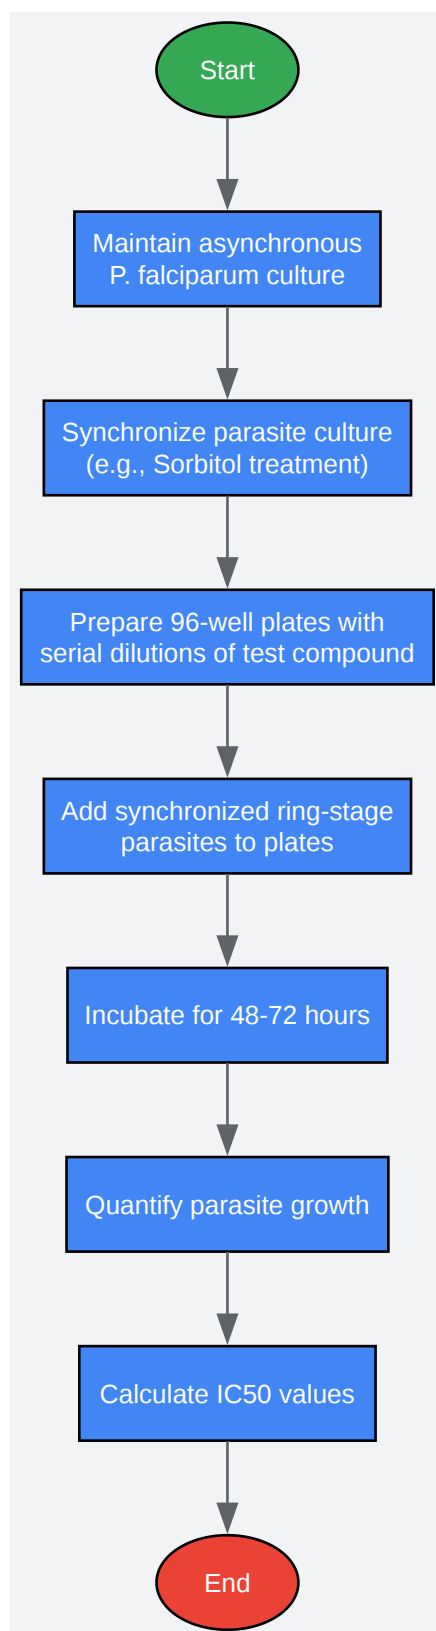 Start
Maintain asynchronous
P. falciparum culture
Synchronize parasite culture
(e.g., Sorbitol treatment)
Prepare 96-well plates with
serial dilutions of test compound
Add synchronized ring-stage
parasites to plates
Incubate for 48-72 hours
Quantify parasite growth
Calculate IC50 values
End